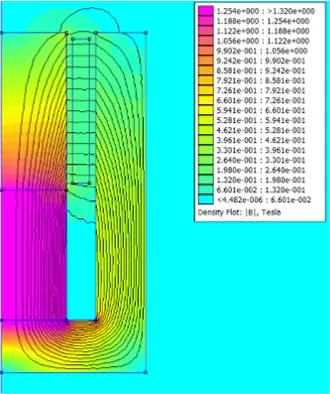 1.254e+000 : >1.320e+000
1.188e+000 : 1.254e+000
1.122e+000 : 1.188e+000
1.056e+000 : 1.122e+000
9.902e-001 : 1.056e+000
9.242e-001 : 9.902e-001
8.581e-001 : 9.242e-001
7.921e-001 : 8.581e-001
7.261e-001 : 7.921e-001
6.601e-001 : 7.261e-001
5.941e-001 : 6.601e-001
5.281e-001 : 5.941e-001
4.621e-001 : 5.281e-001
3.961e-001 : 4.621e-001
3.301e-001 : 3.961e-001
2.640e-001 : 3.301e-001
1.980e-001 : 2.640e-001
1.320e-001 : 1.980e-001
6.601e-002 : 1.320e-001
<4.482e-006 : 6.601e-002
Density Plot: |B|, Tesla